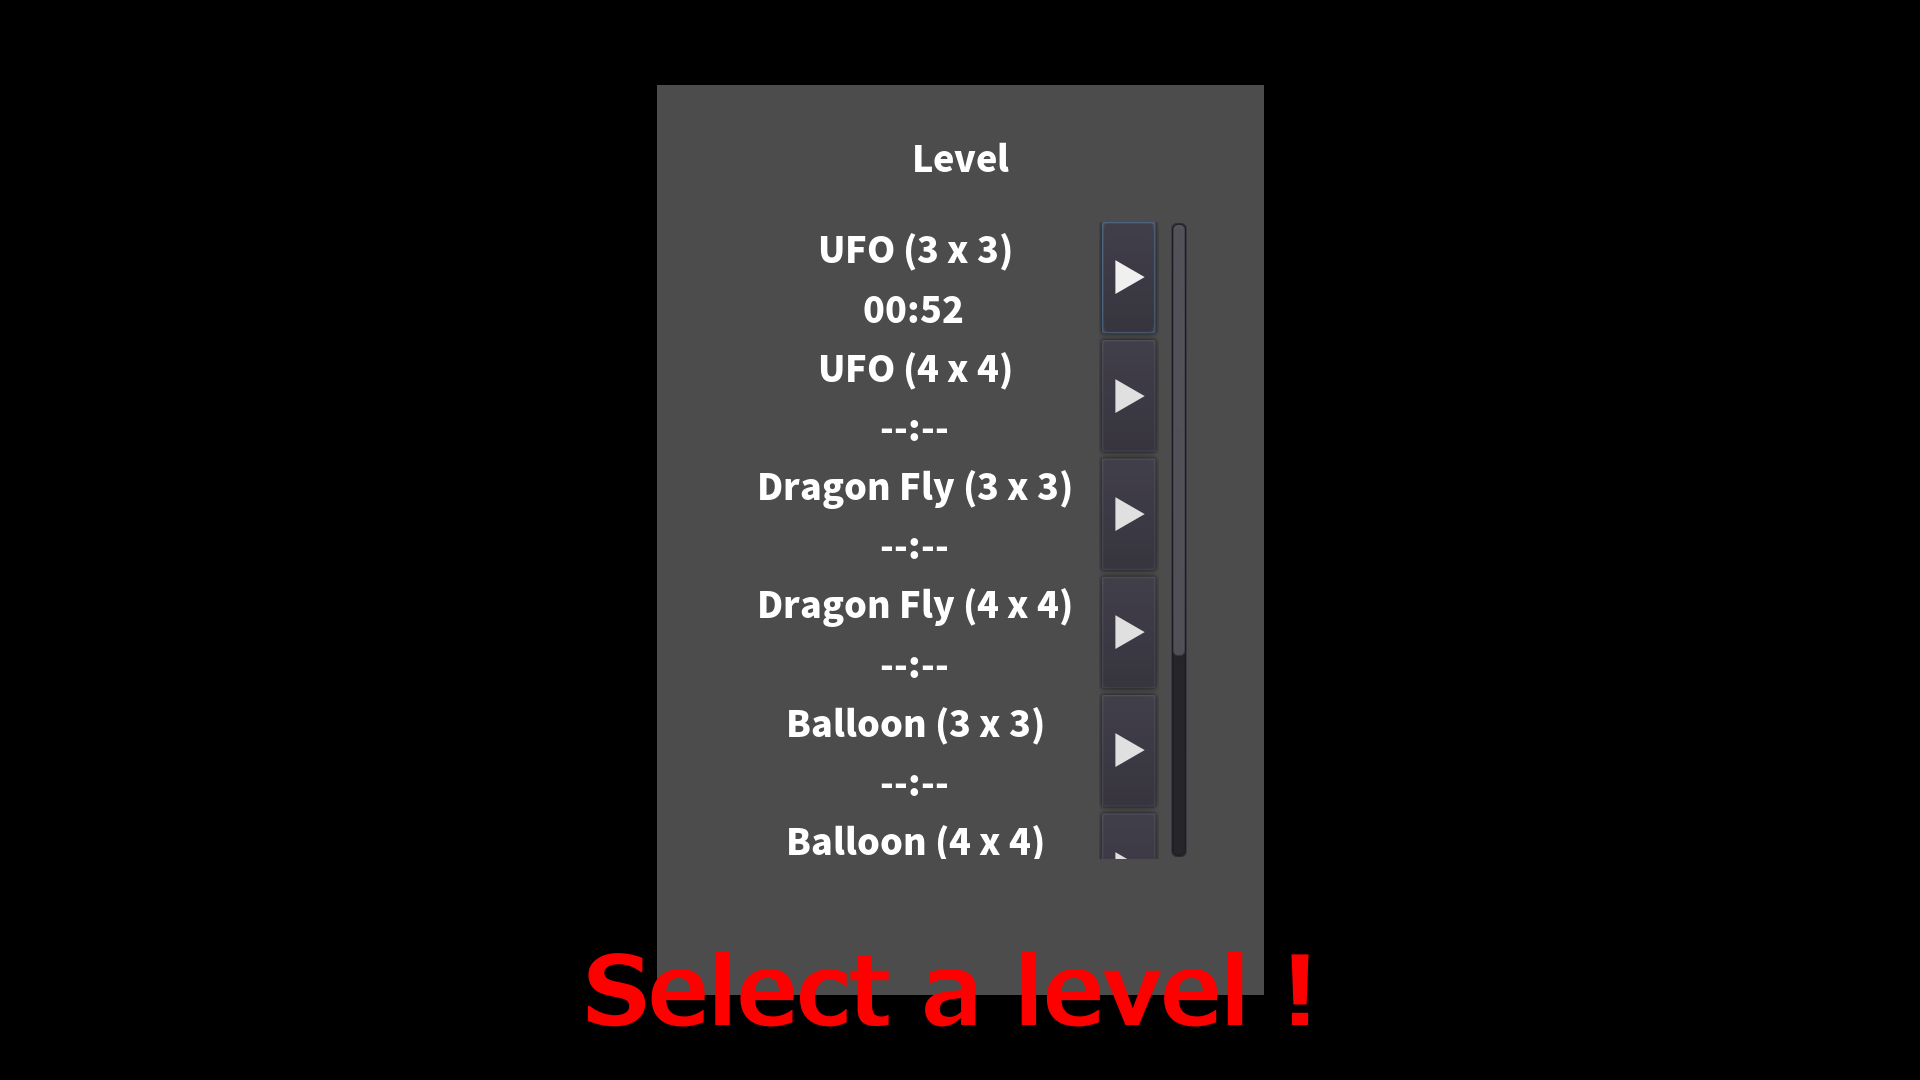 Level
UFO (3 x 3)
00:52
UFO (4 x 4)
--:--
Dragon Fly (3 x 3)
--:--
Dragon Fly (4 x 4)
--:--
Balloon (3 x 3)
--:--
Balloon (4 x 4)
Select a level !